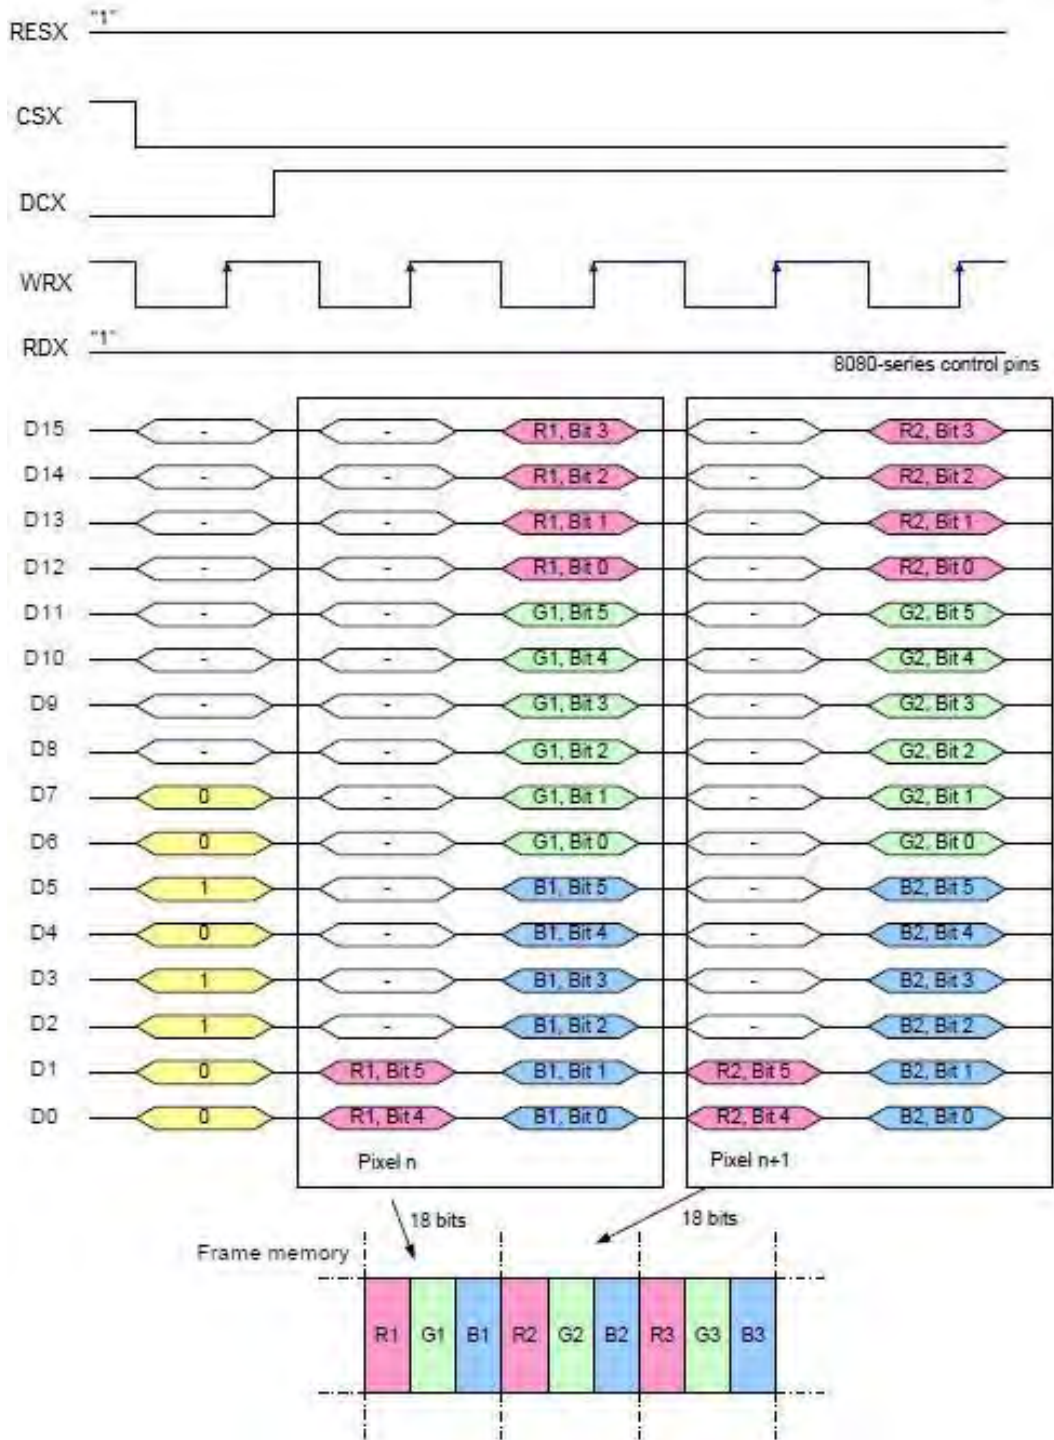 RESX "1"
CSX
DCX
WRX
RDX "1"
8080-series control pins
D15 - - R1, Bit 3 - R2, Bit 3
D14 - - R1, Bit 2 - R2, Bit 2
D13 - - R1, Bit 1 - R2, Bit 1
D12 - - R1, Bit 0 - R2, Bit 0
D11 - - G1, Bit 5 - G2, Bit 5
D10 - - G1, Bit 4 - G2, Bit 4
D9 - - G1, Bit 3 - G2, Bit 3
D8 - - G1, Bit 2 - G2, Bit 2
D7 0 - G1, Bit 1 - G2, Bit 1
D6 0 - G1, Bit 0 - G2, Bit 0
D5 1 - B1, Bit 5 - B2, Bit 5
D4 0 - B1, Bit 4 - B2, Bit 4
D3 1 - B1, Bit 3 - B2, Bit 3
D2 1 - B1, Bit 2 - B2, Bit 2
D1 0 R1, Bit 5 B1, Bit 1 R2, Bit 5 B2, Bit 1
D0 0 R1, Bit 4 B1, Bit 0 R2, Bit 4 B2, Bit 0
Pixel n Pixel n+1
18 bits 18 bits
Frame memory
R1 G1 B1 R2 G2 B2 R3 G3 B3